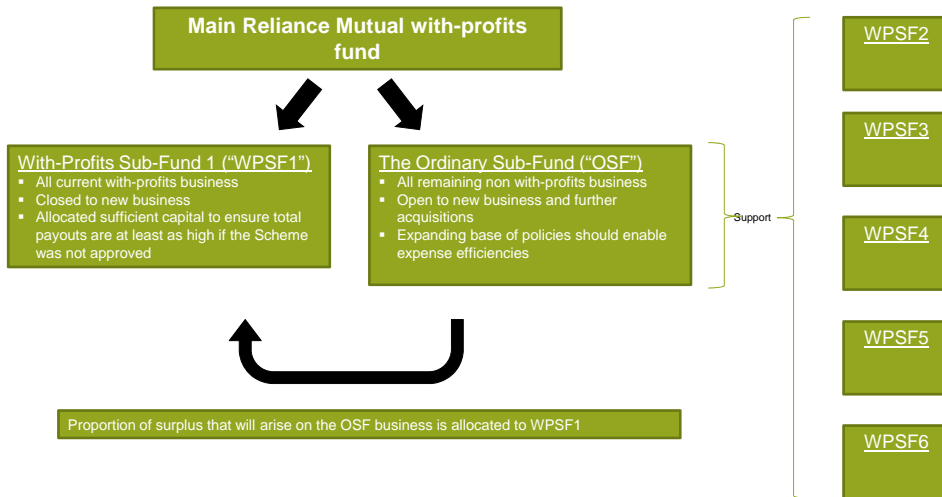 Main Reliance Mutual with-profits
fund
With-Profits Sub-Fund 1 (“WPSF1”)
▪ All current with-profits business
▪ Closed to new business
▪ Allocated sufficient capital to ensure total
payouts are at least as high if the Scheme
was not approved
The Ordinary Sub-Fund (“OSF”)
▪ All remaining non with-profits business
▪ Open to new business and further
acquisitions
▪ Expanding base of policies should enable
expense efficiencies
Support
WPSF2
WPSF3
WPSF4
WPSF5
WPSF6
Proportion of surplus that will arise on the OSF business is allocated to WPSF1